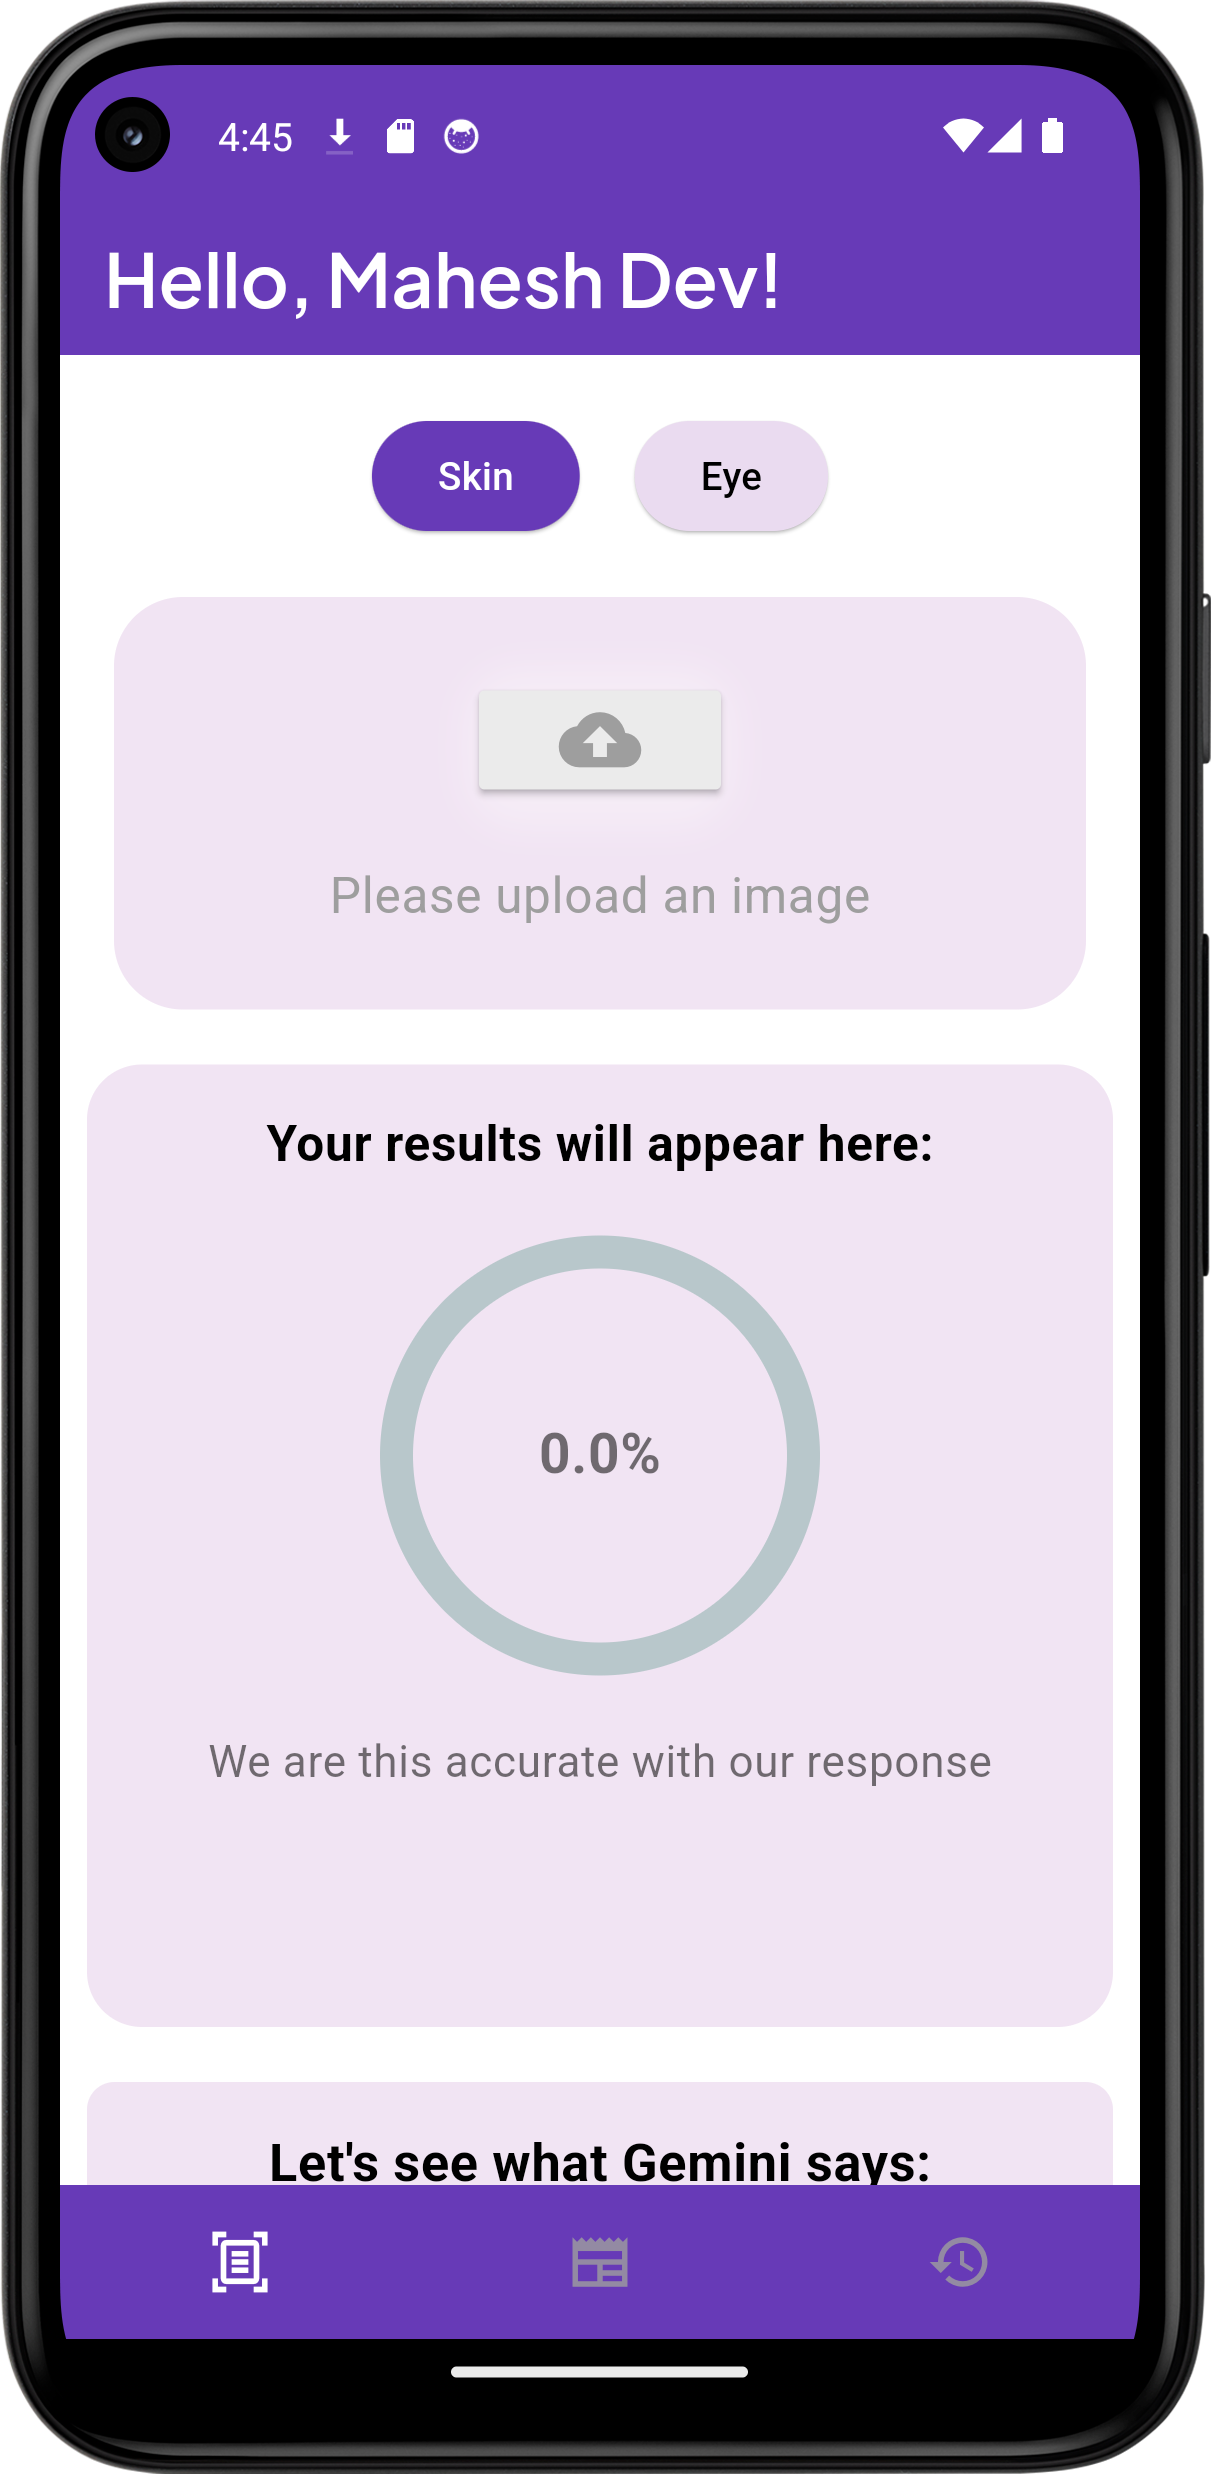 4:45
Hello, Mahesh Dev!
Skin
Eye
Please upload an image
Your results will appear here:
0.0%
We are this accurate with our response
Let's see what Gemini says: